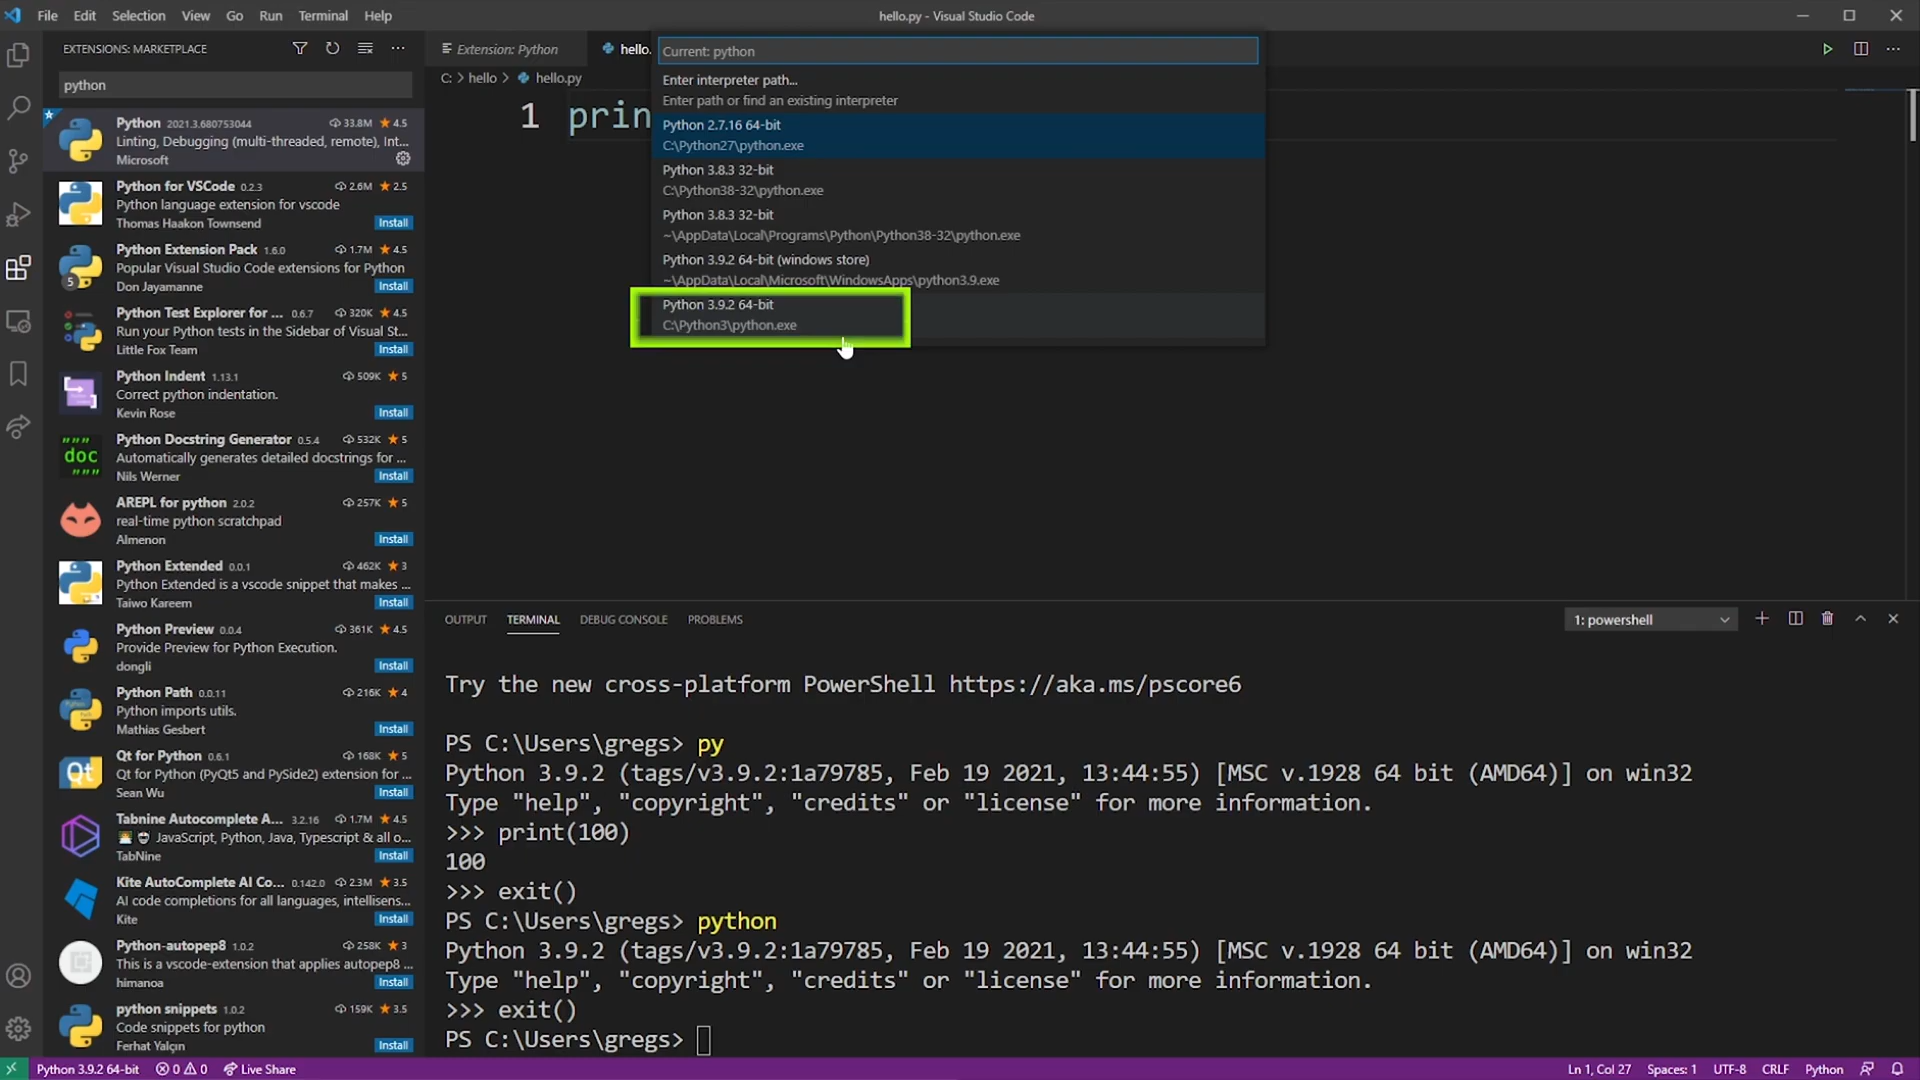 File Edit Selection View Go Run Terminal Help
hello.py - Visual Studio Code
EXTENSIONS: MARKETPLACE
python
Python 2021.3.680753044 33.8M 4.5
Linting, Debugging (multi-threaded, remote), Int...
Microsoft
Python for VSCode 0.2.3 2.6M 2.5
Python language extension for vscode
Thomas Haakon Townsend Install
Python Extension Pack 1.6.0 1.7M 4.5
Popular Visual Studio Code extensions for Python
5
Don Jayamanne Install
Python Test Explorer for ... 0.6.7 320K 4.5
Run your Python tests in the Sidebar of Visual St...
Little Fox Team Install
Python Indent 1.13.1 509K 5
Correct python indentation.
Kevin Rose Install
Python Docstring Generator 0.5.4 532K 5
""" doc """
Automatically generates detailed docstrings for ...
Nils Werner Install
AREPL for python 2.0.2 257K 5
real-time python scratchpad
Almenon Install
Python Extended 0.0.1 462K 3
Python Extended is a vscode snippet that makes ...
Taiwo Kareem Install
Python Preview 0.0.4 361K 4.5
Provide Preview for Python Execution.
dongli Install
Python Path 0.0.11 216K 4
Python imports utils.
Mathias Gesbert Install
Qt for Python 0.6.1 168K 5
Qt
Qt for Python (PyQt5 and PySide2) extension for ...
Sean Wu Install
Tabnine Autocomplete A... 3.2.16 1.7M 4.5
JavaScript, Python, Java, Typescript & all o...
TabNine Install
Kite AutoComplete AI Co... 0.142.0 2.3M 3.5
AI code completions for all languages, intellisens...
Kite Install
Python-autopep8 1.0.2 258K 3
This is a vscode-extension that applies autopep8 ...
himanoa Install
python snippets 1.0.2 159K 3.5
Code snippets for python
Ferhat Yalçın Install
Extension: Python hello.
C: > hello > hello.py
1 prin
Current: python
Enter interpreter path...
Enter path or find an existing interpreter
Python 2.7.16 64-bit
C:\Python27\python.exe
Python 3.8.3 32-bit
C:\Python38-32\python.exe
Python 3.8.3 32-bit
~\AppData\Local\Programs\Python\Python38-32\python.exe
Python 3.9.2 64-bit (windows store)
~\AppData\Local\Microsoft\WindowsApps\python3.9.exe
Python 3.9.2 64-bit
C:\Python3\python.exe
OUTPUT TERMINAL DEBUG CONSOLE PROBLEMS 1: powershell
Try the new cross-platform PowerShell https://aka.ms/pscore6
PS C:\Users\gregs> py
Python 3.9.2 (tags/v3.9.2:1a79785, Feb 19 2021, 13:44:55) [MSC v.1928 64 bit (AMD64)] on win32
Type "help", "copyright", "credits" or "license" for more information.
>>> print(100)
100
>>> exit()
PS C:\Users\gregs> python
Python 3.9.2 (tags/v3.9.2:1a79785, Feb 19 2021, 13:44:55) [MSC v.1928 64 bit (AMD64)] on win32
Type "help", "copyright", "credits" or "license" for more information.
>>> exit()
PS C:\Users\gregs>
Python 3.9.2 64-bit 0 0 Live Share Ln 1, Col 27 Spaces: 1 UTF-8 CRLF Python